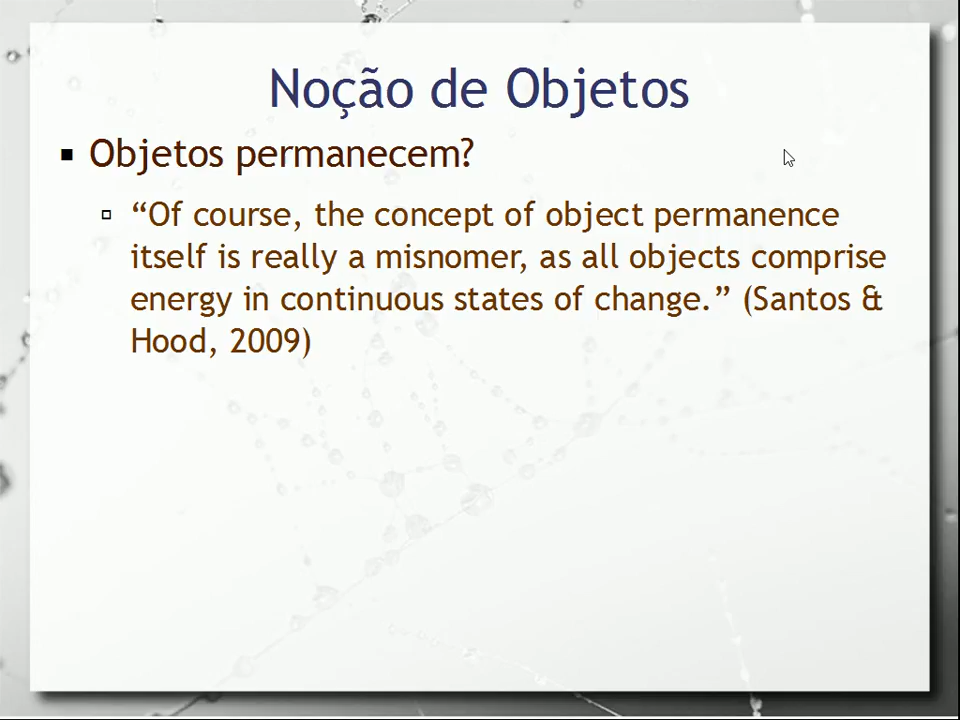 Noção de Objetos
Objetos permanecem?
“Of course, the concept of object permanence
itself is really a misnomer, as all objects comprise
energy in continuous states of change.” (Santos &
Hood, 2009)